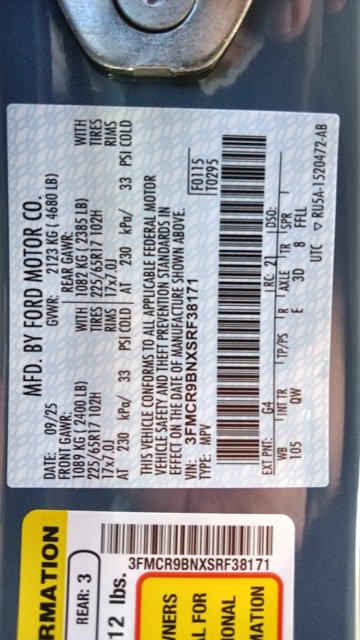 MFD. BY FORD MOTOR CO.
DATE: 09/25 GVWR: 2123 KG ( 4680 LB)
FRONT GAWR: REAR GAWR:
1089 KG ( 2400 LB) WITH 1082 KG ( 2385 LB) WITH
225/65R17 102H TIRES 225/65R17 102H TIRES
17x7.0J RIMS 17x7.0J RIMS
AT 230 kPa/ 33 PSI COLD AT 230 kPa/ 33 PSI COLD
THIS VEHICLE CONFORMS TO ALL APPLICABLE FEDERAL MOTOR
VEHICLE SAFETY AND THEFT PREVENTION STANDARDS IN
EFFECT ON THE DATE OF MANUFACTURE SHOWN ABOVE.
VIN: 3FMCR9BNXSRF38171
TYPE: MPV
F0115
T0295
EXT PNT: G4 RC: 21 DSO:
WB INT TR TP/PS R AXLE TR SPR
105 QW E 3D 8 FFLL
UTC ▽ RU5A-1520472-AB
RMATION
REAR: 3
12 lbs.
3FMCR9BNXSRF38171
WNERS
AL FOR
IONAL
MATION